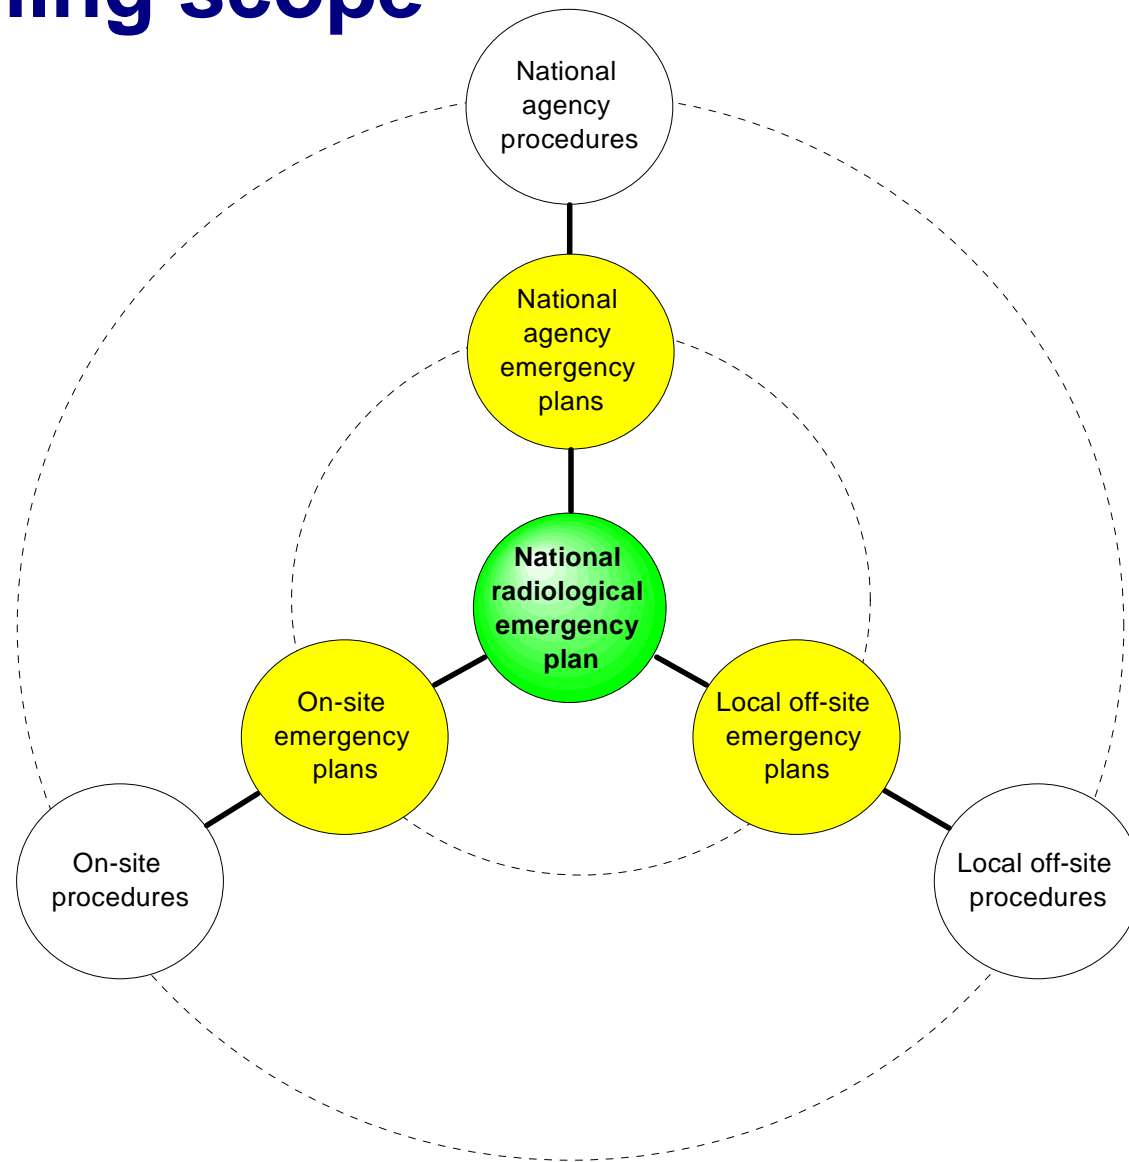 scope
National
agency
procedures
National
agency
emergency
plans
National
radiological
emergency
plan
On-site
emergency
plans
Local off-site
emergency
plans
On-site
procedures
Local off-site
procedures